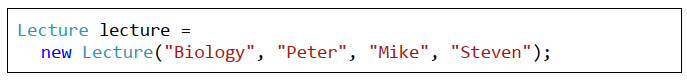 Lecture lecture =
new Lecture("Biology", "Peter", "Mike", "Steven");